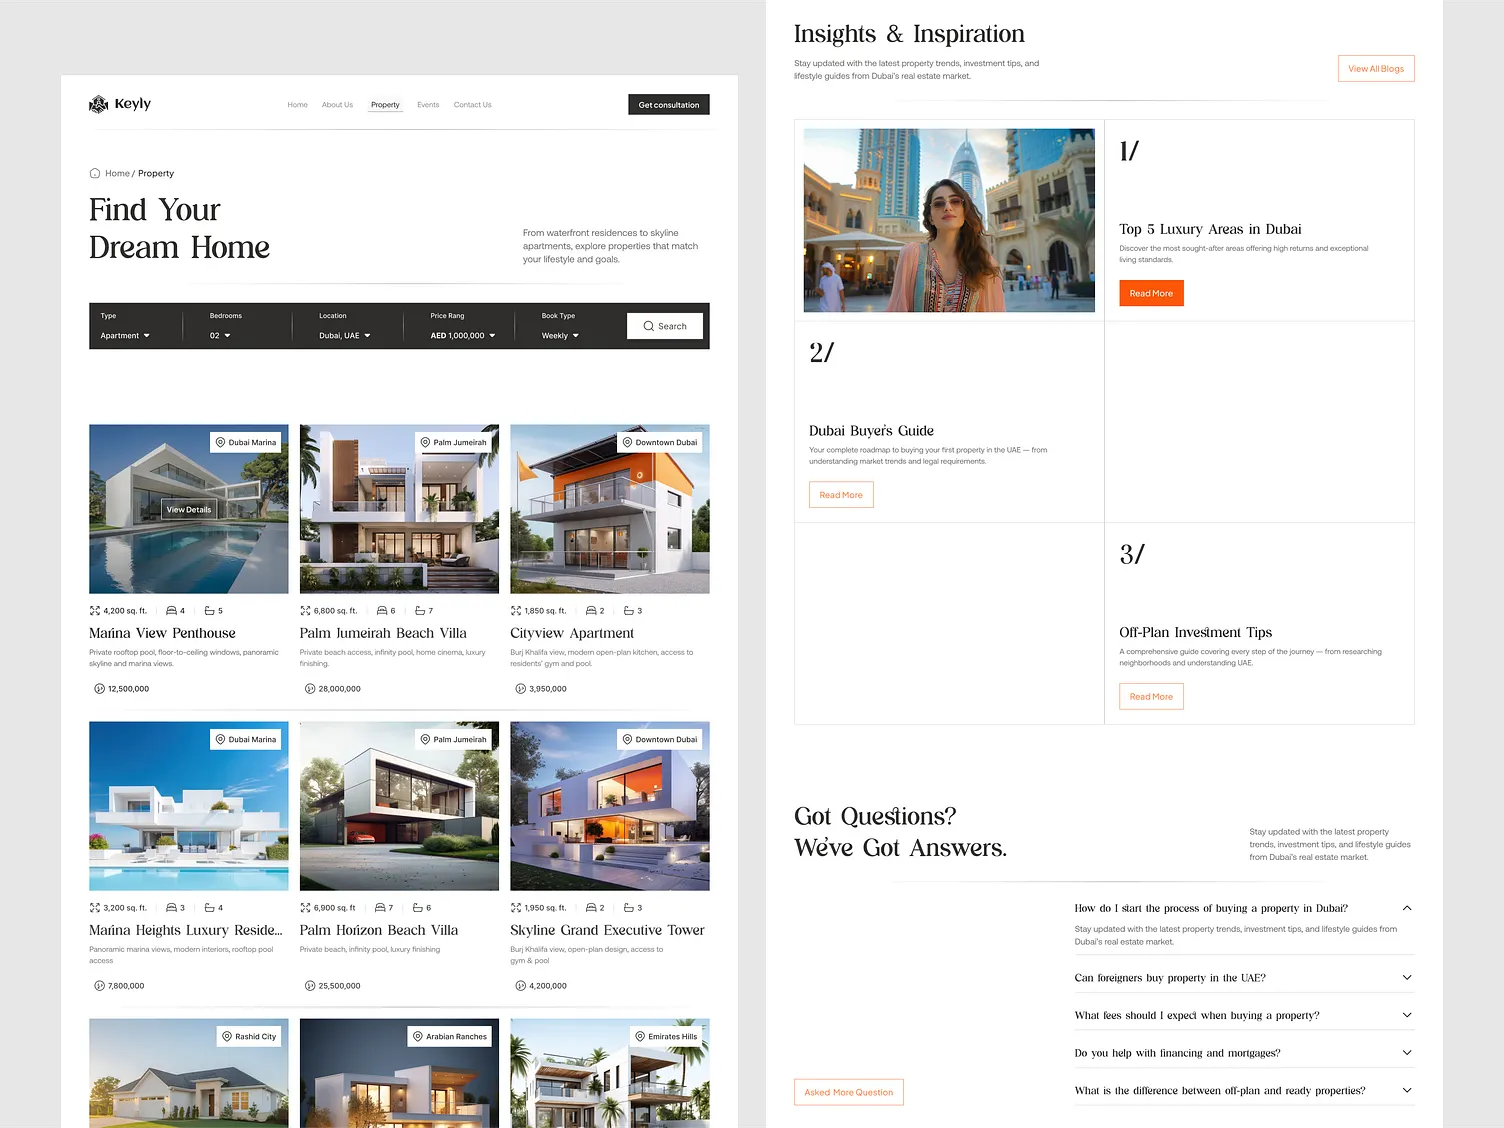 Keyly
Home About Us Property Events Contact Us
Get consultation
Home / Property
Find Your
Dream Home
From waterfront residences to skyline
apartments, explore properties that match
your lifestyle and goals.
Type Bedrooms Location Price Rang Book Type
Apartment 02 Dubai, UAE AED 1,000,000 Weekly
Search
Dubai Marina
View Details
4,200 sq. ft. 4 5
Marina View Penthouse
Private rooftop pool, floor-to-ceiling windows, panoramic
skyline and marina views.
12,500,000
Palm Jumeirah
6,800 sq. ft. 6 7
Palm Jumeirah Beach Villa
Private beach access, infinity pool, home cinema, luxury
finishing.
28,000,000
Downtown Dubai
1,850 sq. ft. 2 3
Cityview Apartment
Burj Khalifa view, modern open-plan kitchen, access to
residents' gym and pool.
3,950,000
Dubai Marina
3,200 sq. ft. 3 4
Marina Heights Luxury Reside...
Panoramic marina views, modern interiors, rooftop pool
access
7,800,000
Palm Jumeirah
6,900 sq. ft 7 6
Palm Horizon Beach Villa
Private beach, infinity pool, luxury finishing
25,500,000
Downtown Dubai
1,950 sq. ft. 2 3
Skyline Grand Executive Tower
Burj Khalifa view, open-plan design, access to
gym & pool
4,200,000
Rashid City
Arabian Ranches
Emirates Hills
Insights & Inspiration
Stay updated with the latest property trends, investment tips, and
lifestyle guides from Dubai's real estate market.
View All Blogs
1/
Top 5 Luxury Areas in Dubai
Discover the most sought-after areas offering high returns and exceptional
living standards.
Read More
2/
Dubai Buyer's Guide
Your complete roadmap to buying your first property in the UAE — from
understanding market trends and legal requirements.
Read More
3/
Off-Plan Investment Tips
A comprehensive guide covering every step of the journey — from researching
neighborhoods and understanding UAE.
Read More
Got Questions?
We've Got Answers.
Stay updated with the latest property
trends, investment tips, and lifestyle guides
from Dubai's real estate market.
How do I start the process of buying a property in Dubai?
Stay updated with the latest property trends, investment tips, and lifestyle guides from
Dubai's real estate market.
Can foreigners buy property in the UAE?
What fees should I expect when buying a property?
Do you help with financing and mortgages?
What is the difference between off-plan and ready properties?
Asked More Question